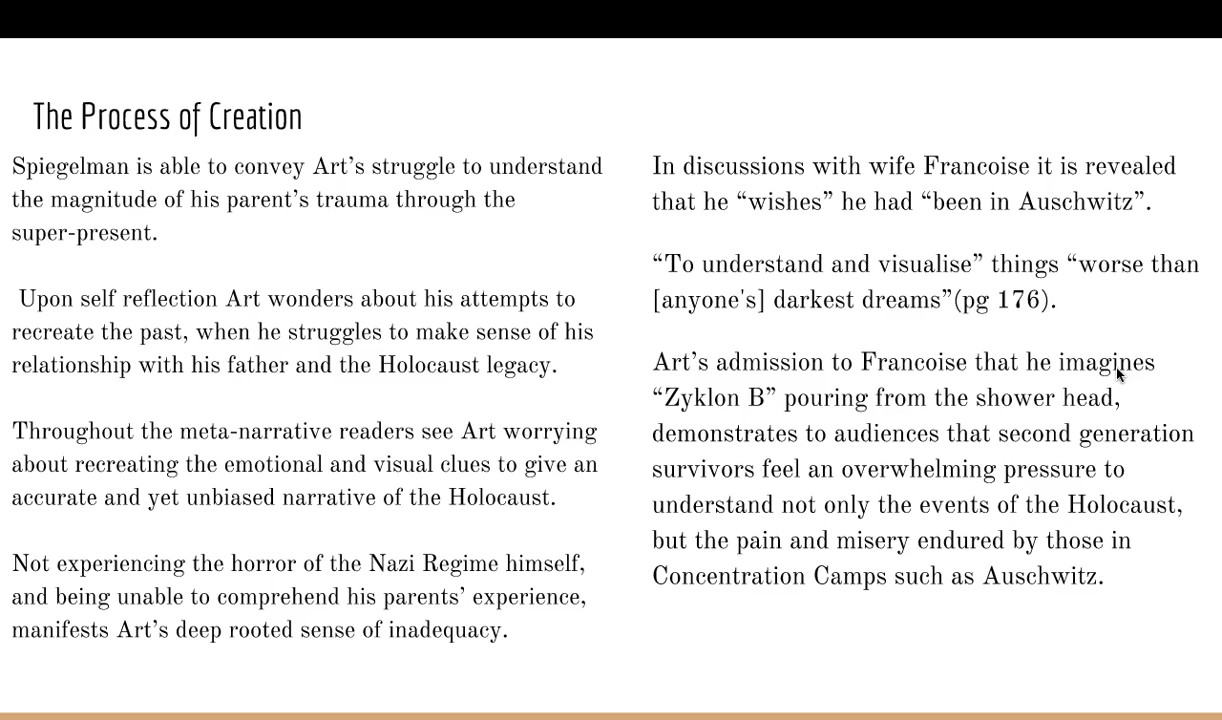 The Process of Creation
Spiegelman is able to convey Art’s struggle to understand
the magnitude of his parent’s trauma through the
super-present.
Upon self reflection Art wonders about his attempts to
recreate the past, when he struggles to make sense of his
relationship with his father and the Holocaust legacy.
Throughout the meta-narrative readers see Art worrying
about recreating the emotional and visual clues to give an
accurate and yet unbiased narrative of the Holocaust.
Not experiencing the horror of the Nazi Regime himself,
and being unable to comprehend his parents’ experience,
manifests Art’s deep rooted sense of inadequacy.
In discussions with wife Francoise it is revealed
that he “wishes” he had “been in Auschwitz”.
“To understand and visualise” things “worse than
[anyone's] darkest dreams”(pg 176).
Art’s admission to Francoise that he imagines
“Zyklon B” pouring from the shower head,
demonstrates to audiences that second generation
survivors feel an overwhelming pressure to
understand not only the events of the Holocaust,
but the pain and misery endured by those in
Concentration Camps such as Auschwitz.